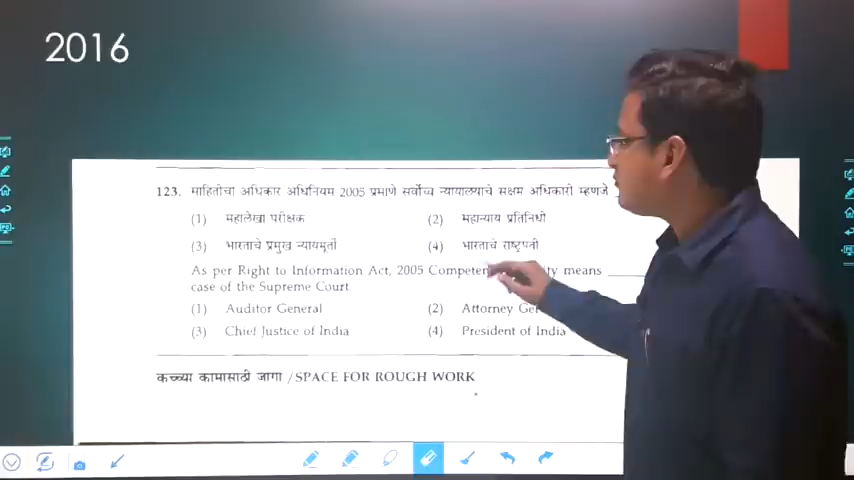 2016
123. माहितीचा अधिकार अधिनियम 2005 प्रमाणे सर्वोच्च न्यायालयाचे सक्षम अधिकारी म्हणजे
(1) महालेखा परीक्षक (2) महान्याय प्रतिनिधी
(3) भारताचे प्रमुख न्यायमूर्ती (4) भारताचे राष्ट्रपती
As per Right to Information Act, 2005 means ______
case of the Supreme Court
(1) Auditor General (2) Attorney
(3) Chief Justice of India (4) President of India
कच्च्या कामासाठी जागा / SPACE FOR ROUGH WORK